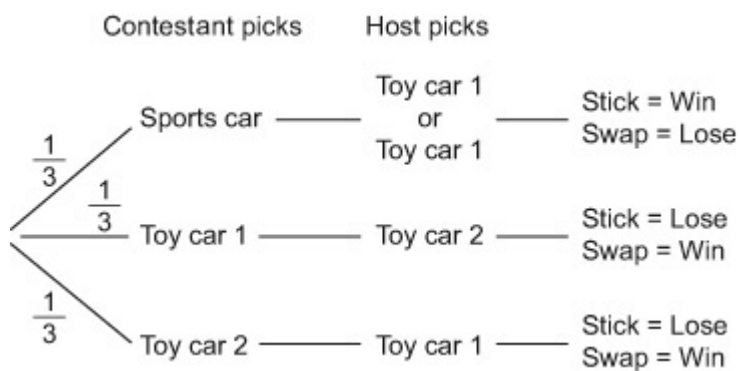 Contestant picks Host picks
Toy car 1
Sports car or Stick = Win
Toy car 1 Swap = Lose
1/3
1/3
Toy car 1 Toy car 2 Stick = Lose
Swap = Win
1/3
Toy car 2 Toy car 1 Stick = Lose
Swap = Win